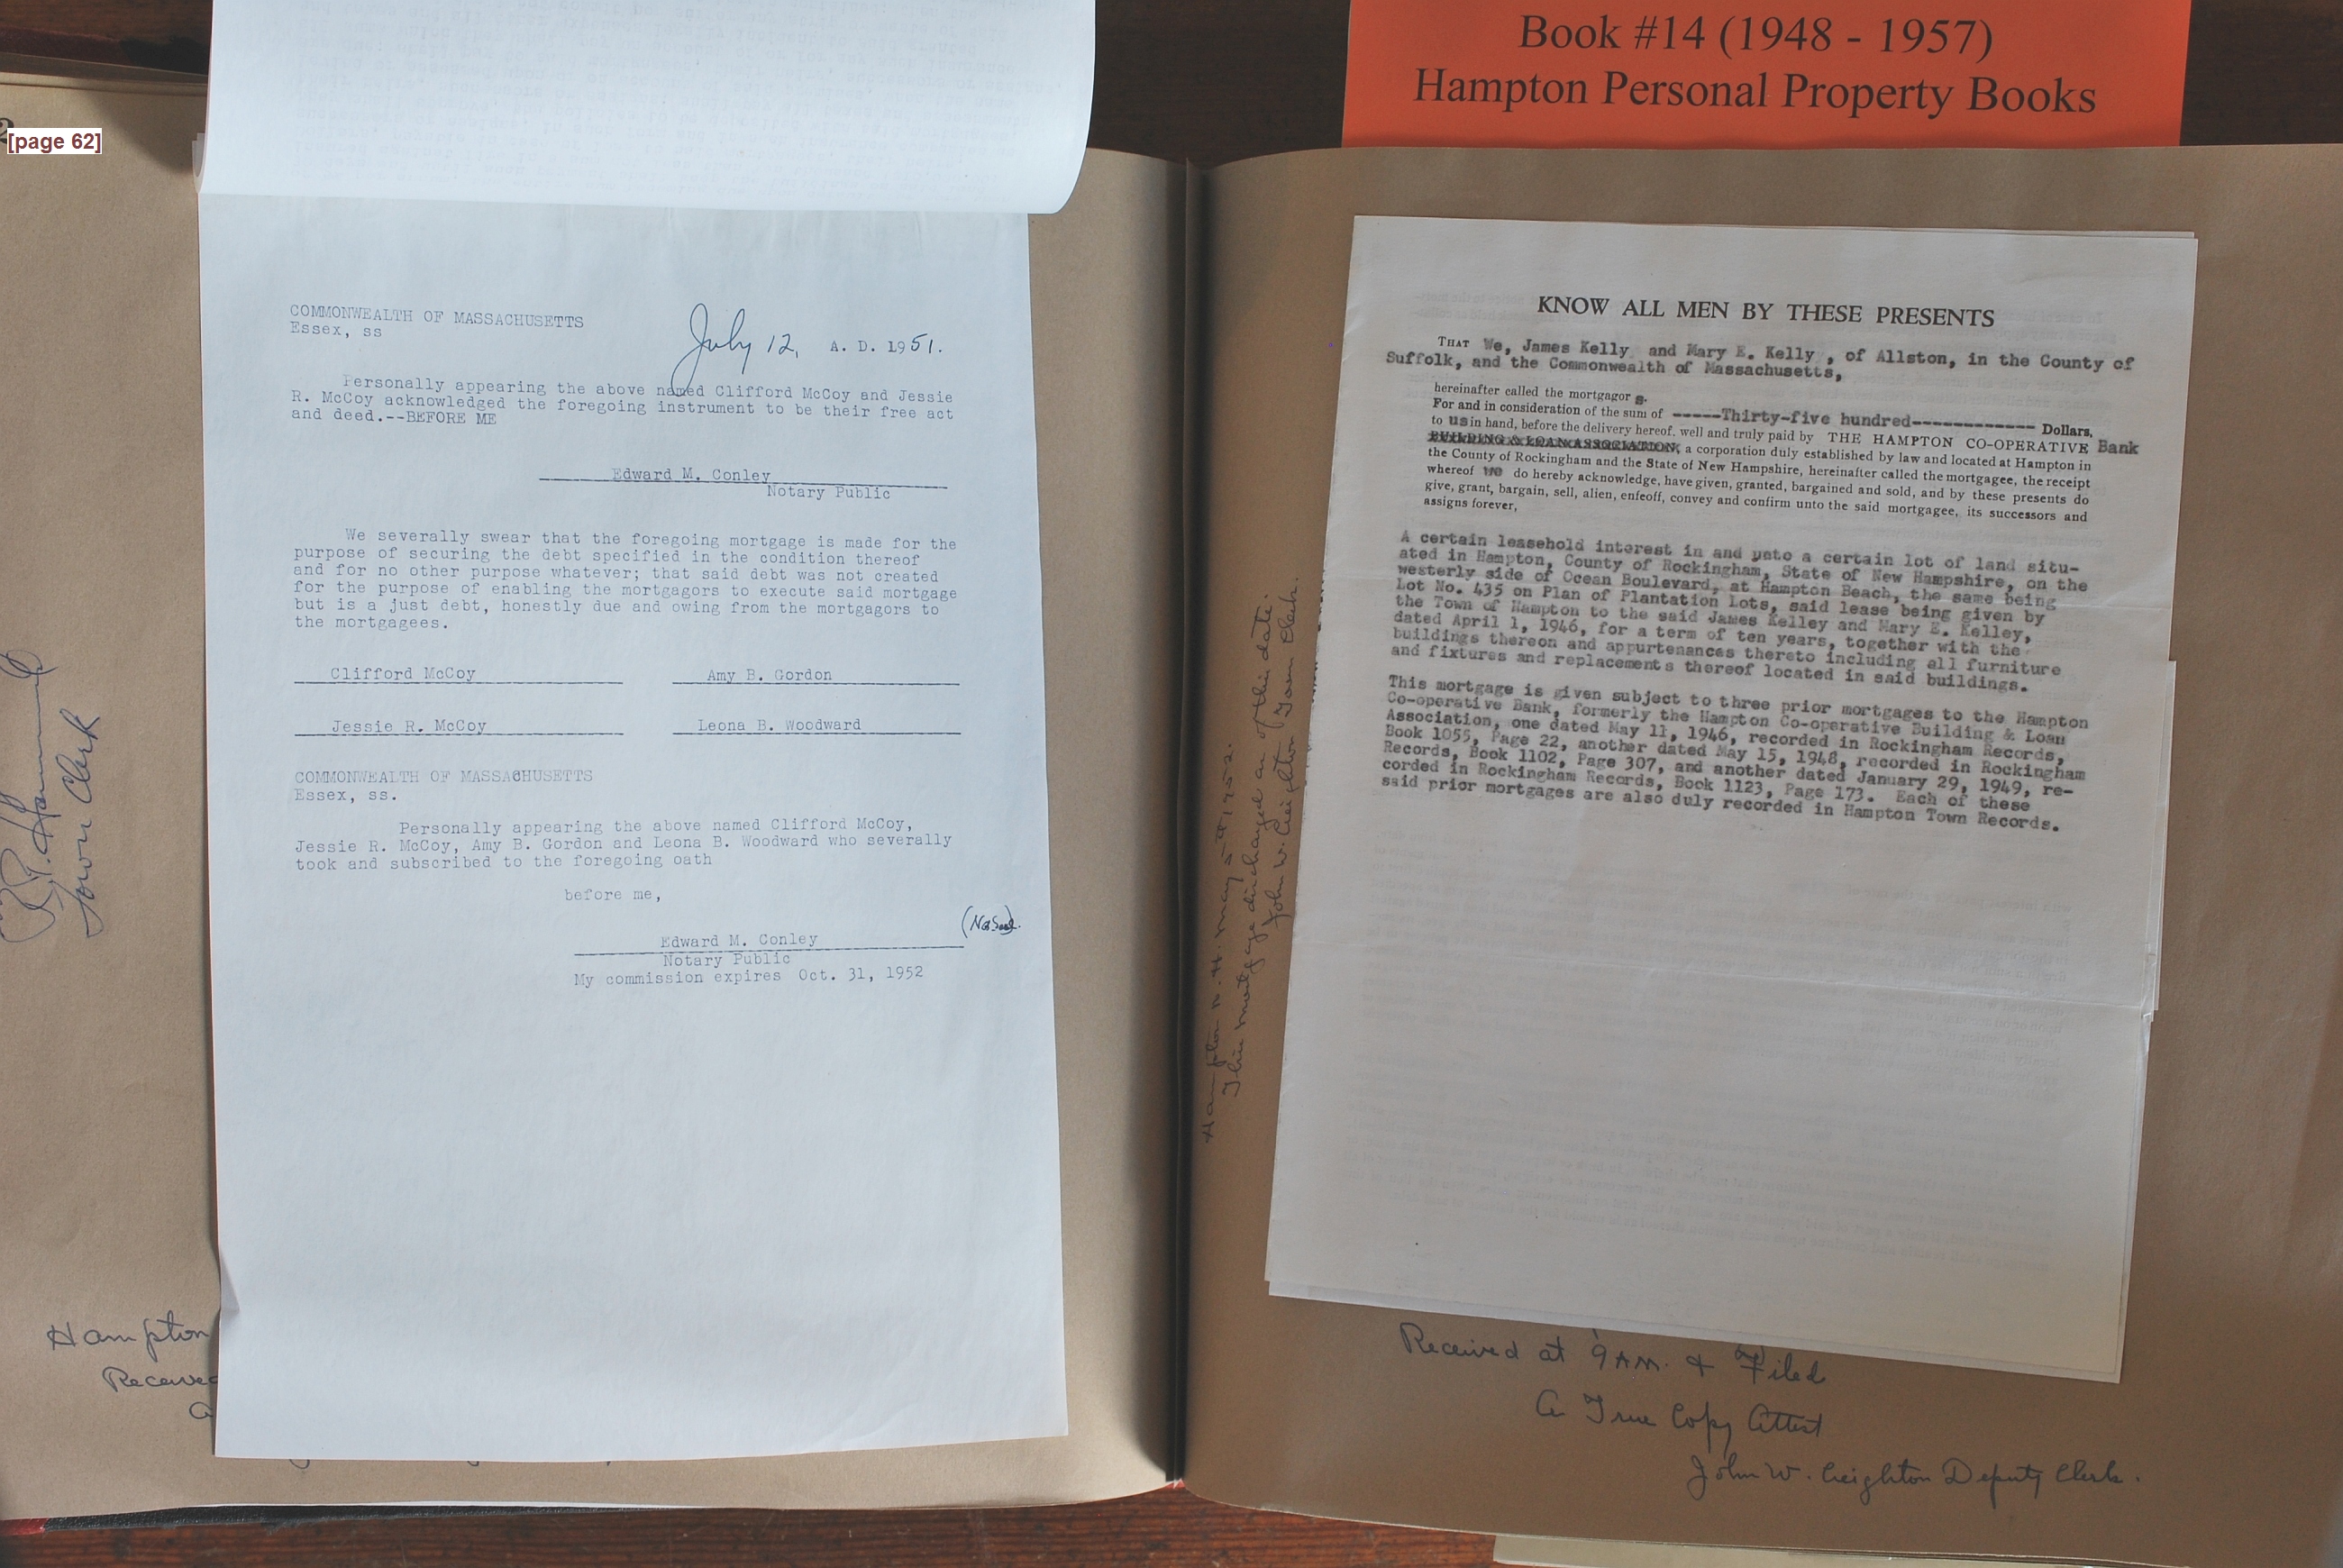 Book #14 (1948 - 1957)
Hampton Personal Property Books
[page 62]
COMMONWEALTH OF MASSACHUSETTS
Essex, ss
July 12, A. D. 1951.
Personally appearing the above named Clifford McCoy and Jessie
R. McCoy acknowledged the foregoing instrument to be their free act
and deed.--BEFORE ME
Edward M. Conley
Notary Public
We severally swear that the foregoing mortgage is made for the
purpose of securing the debt specified in the condition thereof
and for no other purpose whatever; that said debt was not created
for the purpose of enabling the mortgagors to execute said mortgage
but is a just debt, honestly due and owing from the mortgagors to
the mortgagees.
Clifford McCoy Amy B. Gordon
Jessie R. McCoy Leona B. Woodward
COMMONWEALTH OF MASSACHUSETTS
Essex, ss.
Personally appearing the above named Clifford McCoy,
Jessie R. McCoy, Amy B. Gordon and Leona B. Woodward who severally
took and subscribed to the foregoing oath
before me,
Edward M. Conley
Notary Public
My commission expires Oct. 31, 1952
Town Clerk
Hampton
Received
a
Hampton N. H. May 5th 1952.
This mortgage discharged as of this date.
John W. Creighton Town Clerk.
KNOW ALL MEN BY THESE PRESENTS
THAT We, James Kelly and Mary E. Kelly , of Allston, in the County of
Suffolk, and the Commonwealth of Massachusetts,
hereinafter called the mortgagor s.
For and in consideration of the sum of -----Thirty-five hundred------------ Dollars,
to us in hand, before the delivery hereof, well and truly paid by THE HAMPTON CO-OPERATIVE Bank
BUILDING & LOAN ASSOCIATION, a corporation duly established by law and located at Hampton in
the County of Rockingham and the State of New Hampshire, hereinafter called the mortgagee, the receipt
whereof we do hereby acknowledge, have given, granted, bargained and sold, and by these presents do
give, grant, bargain, sell, alien, enfeoff, convey and confirm unto the said mortgagee, its successors and
assigns forever,
A certain leasehold interest in and unto a certain lot of land situ-
ated in Hampton, County of Rockingham, State of New Hampshire, on the
westerly side of Ocean Boulevard, at Hampton Beach, the same being
Lot No. 435 on Plan of Plantation Lots, said lease being given by
the Town of Hampton to the said James Kelley and Mary E. Kelley,
dated April 1, 1946, for a term of ten years, together with the
buildings thereon and appurtenances thereto including all furniture
and fixtures and replacements thereof located in said buildings.
This mortgage is given subject to three prior mortgages to the Hampton
Co-operative Bank, formerly the Hampton Co-operative Building & Loan
Association, one dated May 11, 1946, recorded in Rockingham Records,
Book 1055, Page 22, another dated May 15, 1948, recorded in Rockingham
Records, Book 1102, Page 307, and another dated January 29, 1949, re-
corded in Rockingham Records, Book 1123, Page 173. Each of these
said prior mortgages are also duly recorded in Hampton Town Records.
Received at 9 AM. & Filed
A True Copy Attest
John W. Creighton Deputy Clerk.